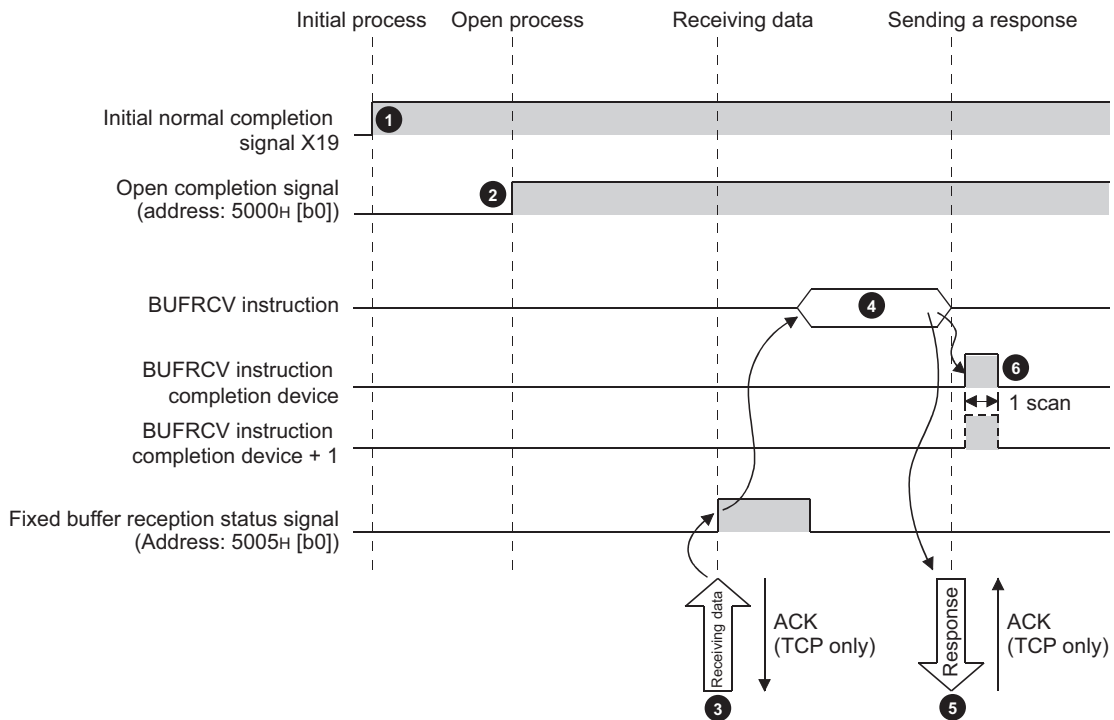 Initial process
Open process
Receiving data
Sending a response
Initial normal completion
signal X19
1
Open completion signal
(address: 5000H [b0])
2
BUFRCV instruction
4
BUFRCV instruction
completion device
6
1 scan
BUFRCV instruction
completion device + 1
Fixed buffer reception status signal
(Address: 5005H [b0])
Receiving data
ACK
(TCP only)
Response
ACK
(TCP only)
3
5